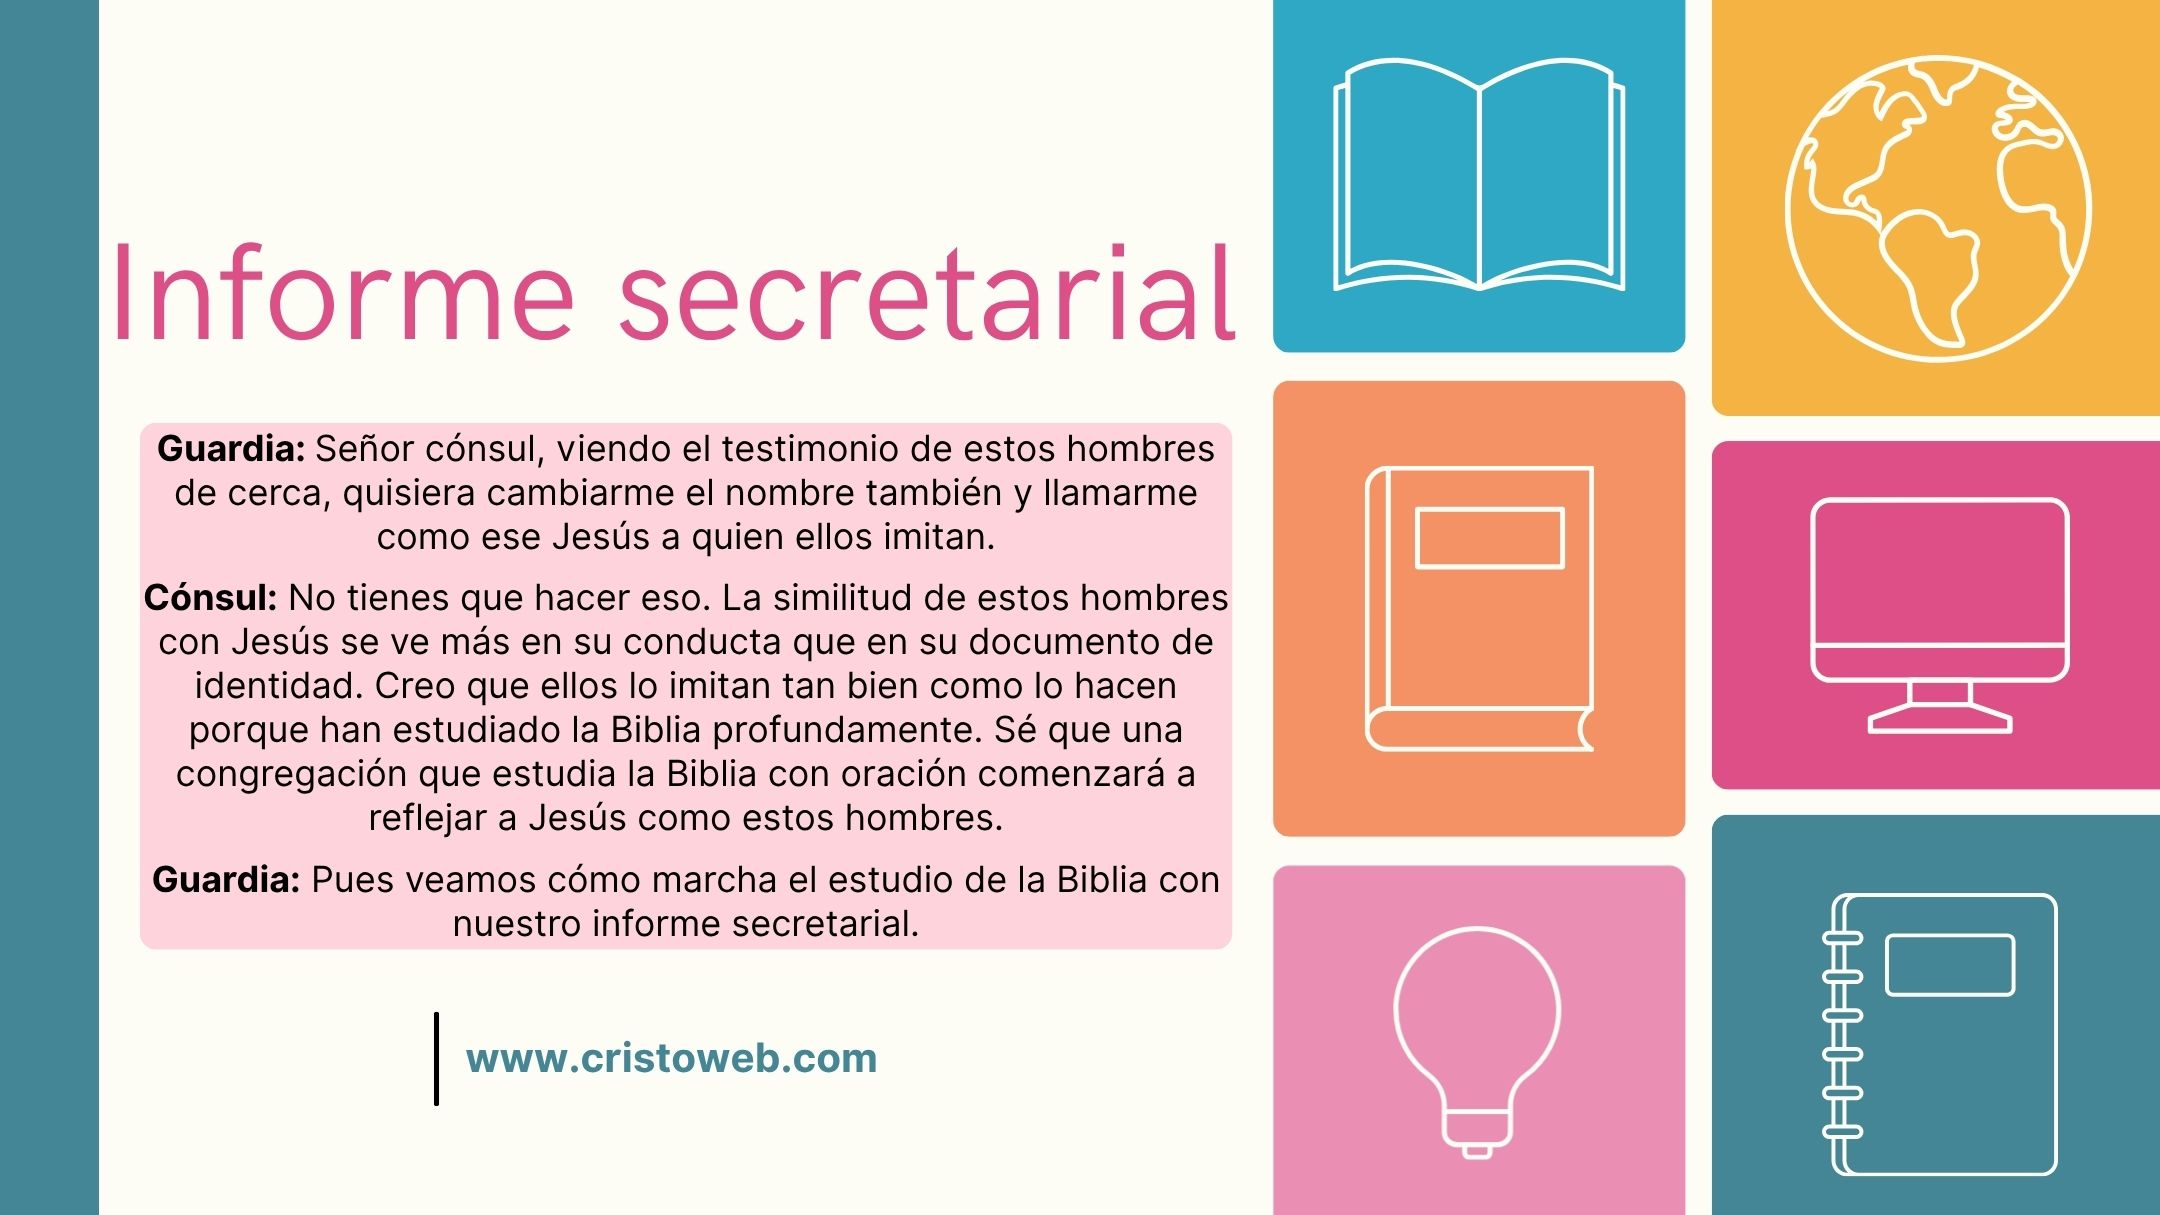 Informe secretarial
Guardia: Señor cónsul, viendo el testimonio de estos hombres
de cerca, quisiera cambiarme el nombre también y llamarme
como ese Jesús a quien ellos imitan.
Cónsul: No tienes que hacer eso. La similitud de estos hombres
con Jesús se ve más en su conducta que en su documento de
identidad. Creo que ellos lo imitan tan bien como lo hacen
porque han estudiado la Biblia profundamente. Sé que una
congregación que estudia la Biblia con oración comenzará a
reflejar a Jesús como estos hombres.
Guardia: Pues veamos cómo marcha el estudio de la Biblia con
nuestro informe secretarial.
www.cristoweb.com